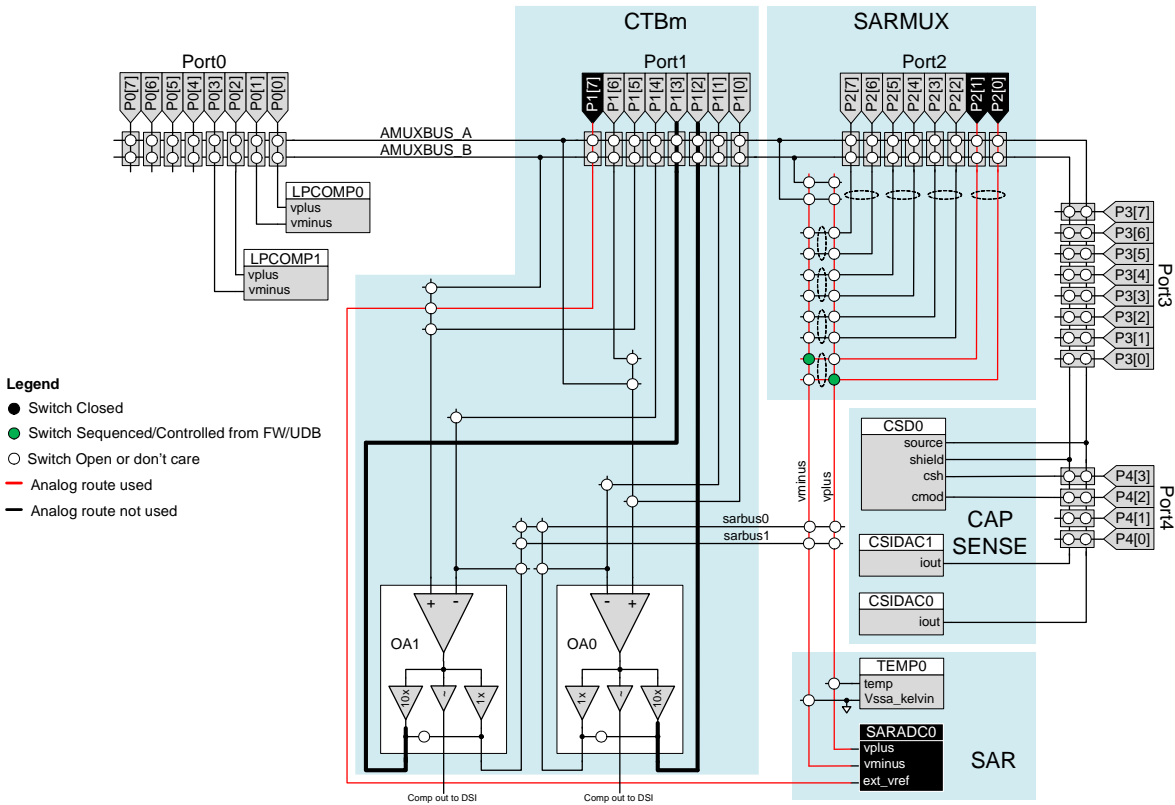 CTBm
SARMUX
Port0
Port1
Port2
P0[7]
P0[6]
P0[5]
P0[4]
P0[3]
P0[2]
P0[1]
P0[0]
P1[7]
P1[6]
P1[5]
P1[4]
P1[3]
P1[2]
P1[1]
P1[0]
P2[7]
P2[6]
P2[5]
P2[4]
P2[3]
P2[2]
P2[1]
P2[0]
AMUXBUS_A
AMUXBUS_B
LPCOMP0
vplus
vminus
LPCOMP1
vplus
vminus
P3[7]
P3[6]
P3[5]
P3[4]
P3[3]
P3[2]
P3[1]
P3[0]
Port3
Legend
Switch Closed
Switch Sequenced/Controlled from FW/UDB
Switch Open or don't care
Analog route used
Analog route not used
vminus
vplus
sarbus0
sarbus1
CSD0
source
shield
csh
cmod
CAP
SENSE
CSIDAC1
iout
CSIDAC0
iout
P4[3]
P4[2]
P4[1]
P4[0]
Port4
+
-
OA1
10x
~
1x
-
+
OA0
1x
~
10x
TEMP0
temp
Vssa_kelvin
SARADC0
vplus
vminus
ext_vref
SAR
Comp out to DSI
Comp out to DSI